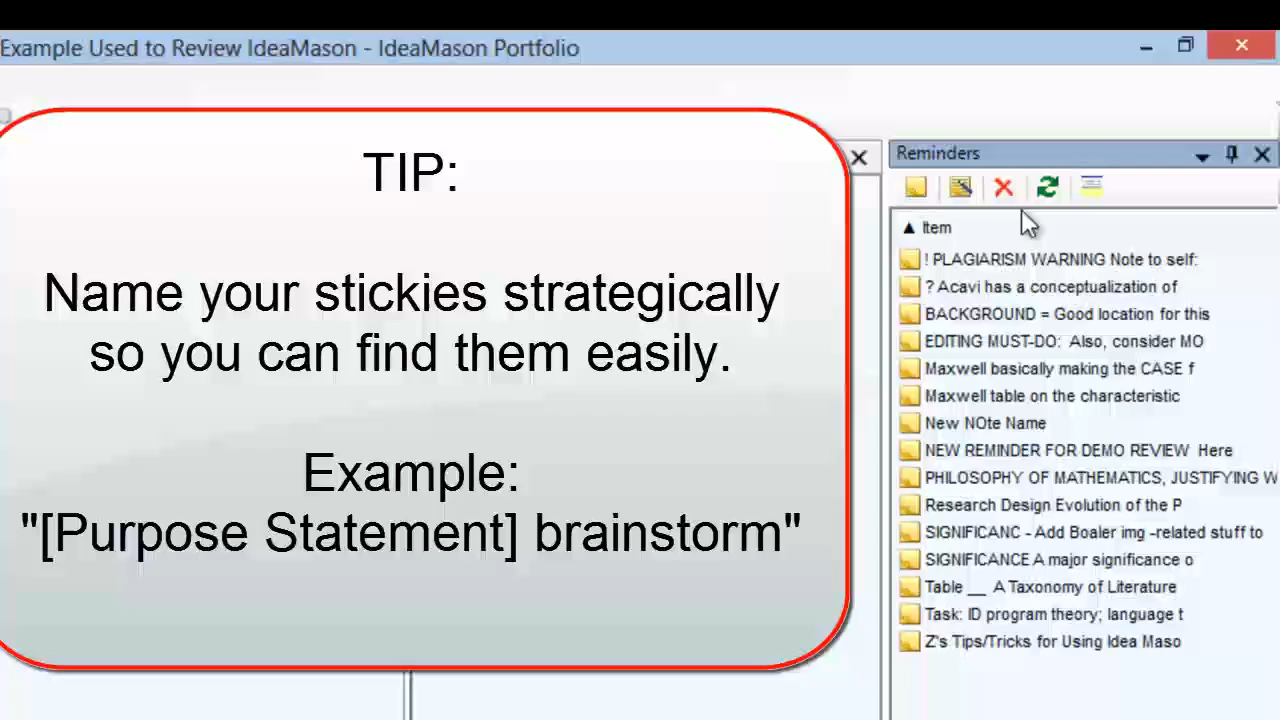 Example Used to Review IdeaMason - IdeaMason Portfolio
TIP:
Name your stickies strategically
so you can find them easily.
Example:
"[Purpose Statement] brainstorm"
Reminders
Item
! PLAGIARISM WARNING Note to self:
? Acavi has a conceptualization of
BACKGROUND = Good location for this
EDITING MUST-DO: Also, consider MO
Maxwell basically making the CASE f
Maxwell table on the characteristic
New NOte Name
NEW REMINDER FOR DEMO REVIEW Here
PHILOSOPHY OF MATHEMATICS, JUSTIFYING W
Research Design Evolution of the P
SIGNIFICANC - Add Boaler img -related stuff to
SIGNIFICANCE A major significance o
Table __ A Taxonomy of Literature
Task: ID program theory; language t
Z's Tips/Tricks for Using Idea Maso